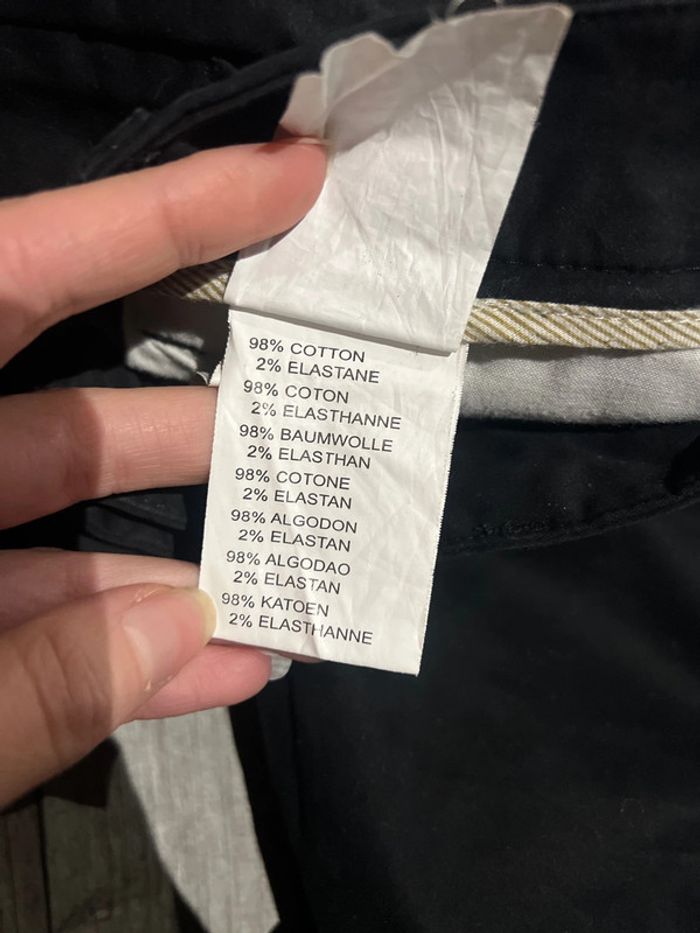 98% COTTON
2% ELASTANE
98% COTON
2% ELASTHANNE
98% BAUMWOLLE
2% ELASTHAN
98% COTONE
2% ELASTAN
98% ALGODON
2% ELASTAN
98% ALGODAO
2% ELASTAN
98% KATOEN
2% ELASTHANNE